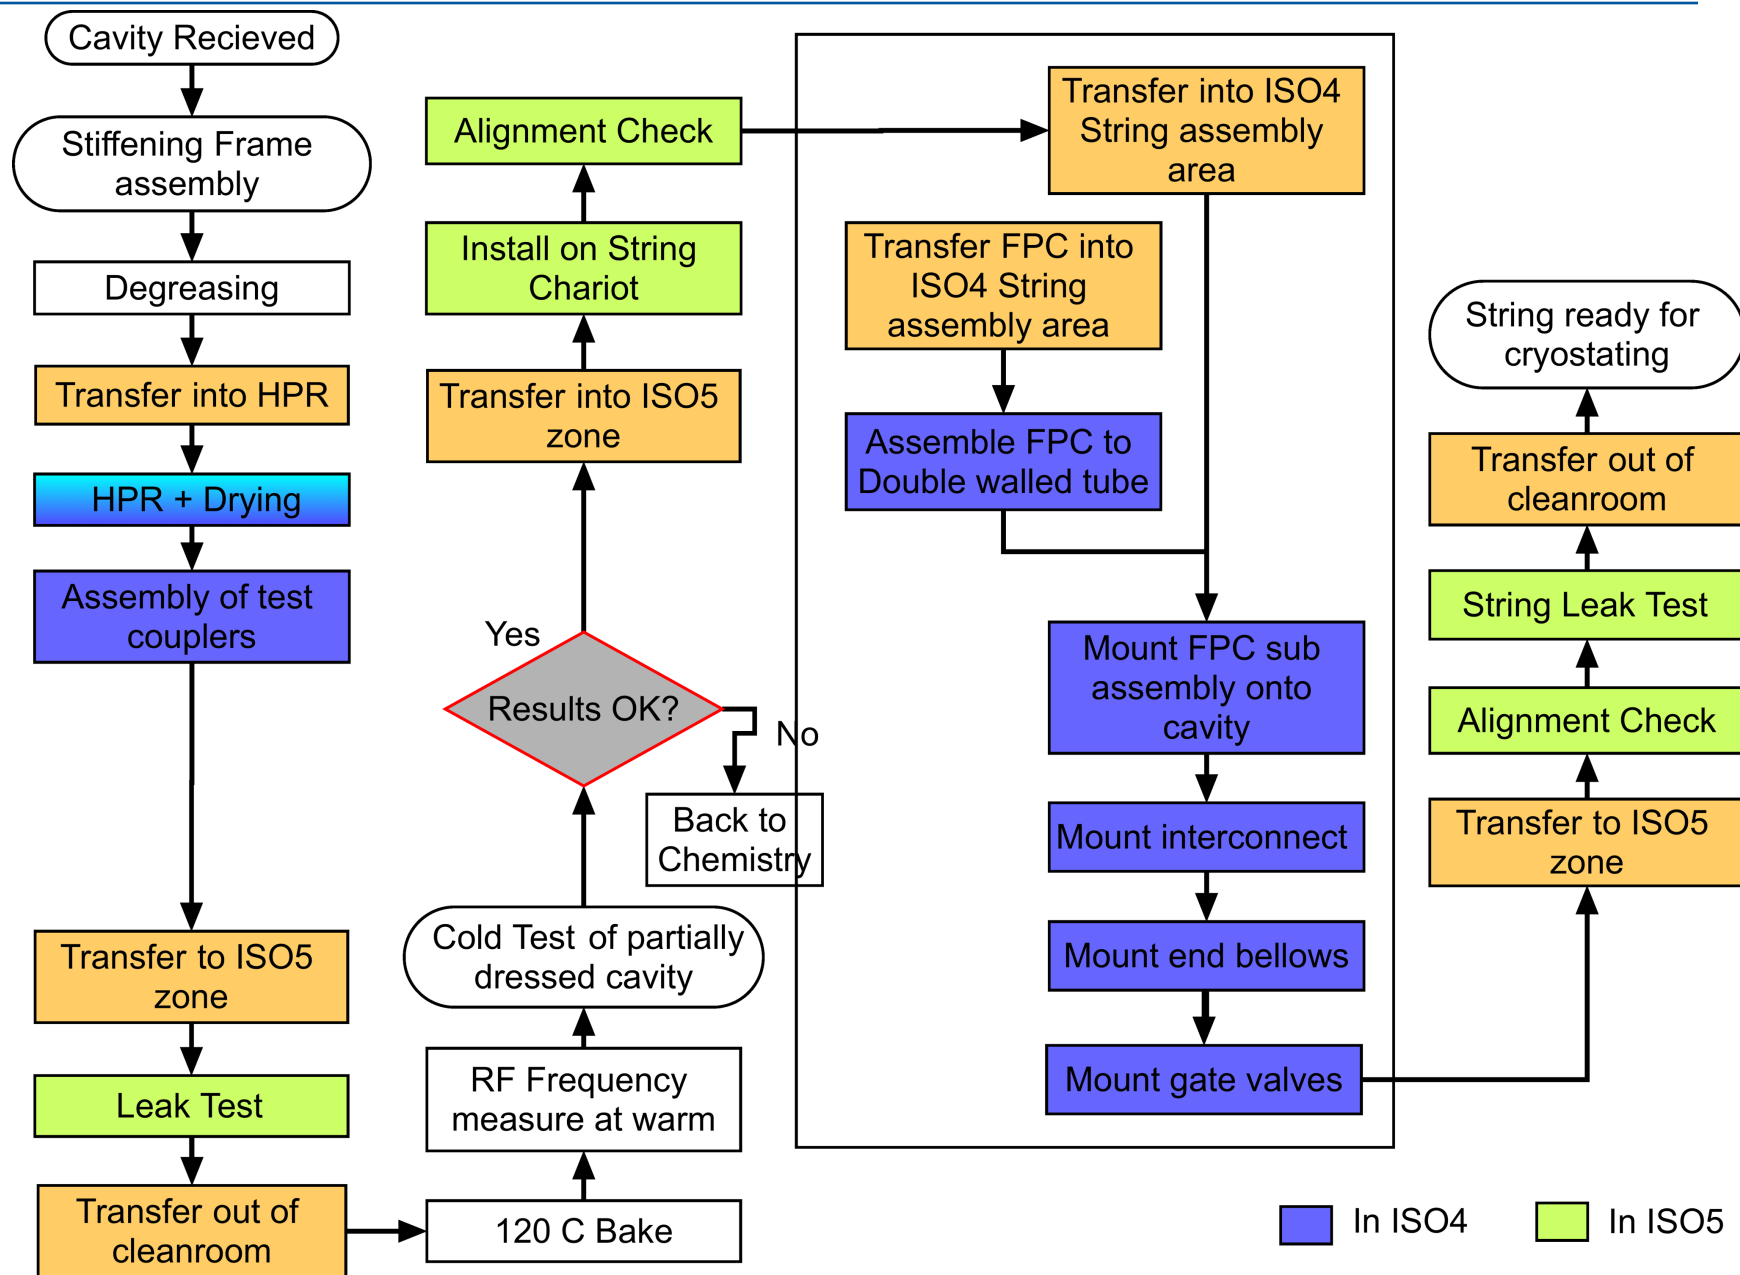 Cavity Recieved
Stiffening Frame
assembly
Degreasing
Transfer into HPR
HPR + Drying
Assembly of test
couplers
Transfer to ISO5
zone
Leak Test
Transfer out of
cleanroom
120 C Bake
RF Frequency
measure at warm
Cold Test of partially
dressed cavity
Results OK?
No
Back to
Chemistry
Yes
Transfer into ISO5
zone
Install on String
Chariot
Alignment Check
Transfer into ISO4
String assembly
area
Transfer FPC into
ISO4 String
assembly area
Assemble FPC to
Double walled tube
Mount FPC sub
assembly onto
cavity
Mount interconnect
Mount end bellows
Mount gate valves
Transfer to ISO5
zone
Alignment Check
String Leak Test
Transfer out of
cleanroom
String ready for
cryostating
In ISO4
In ISO5